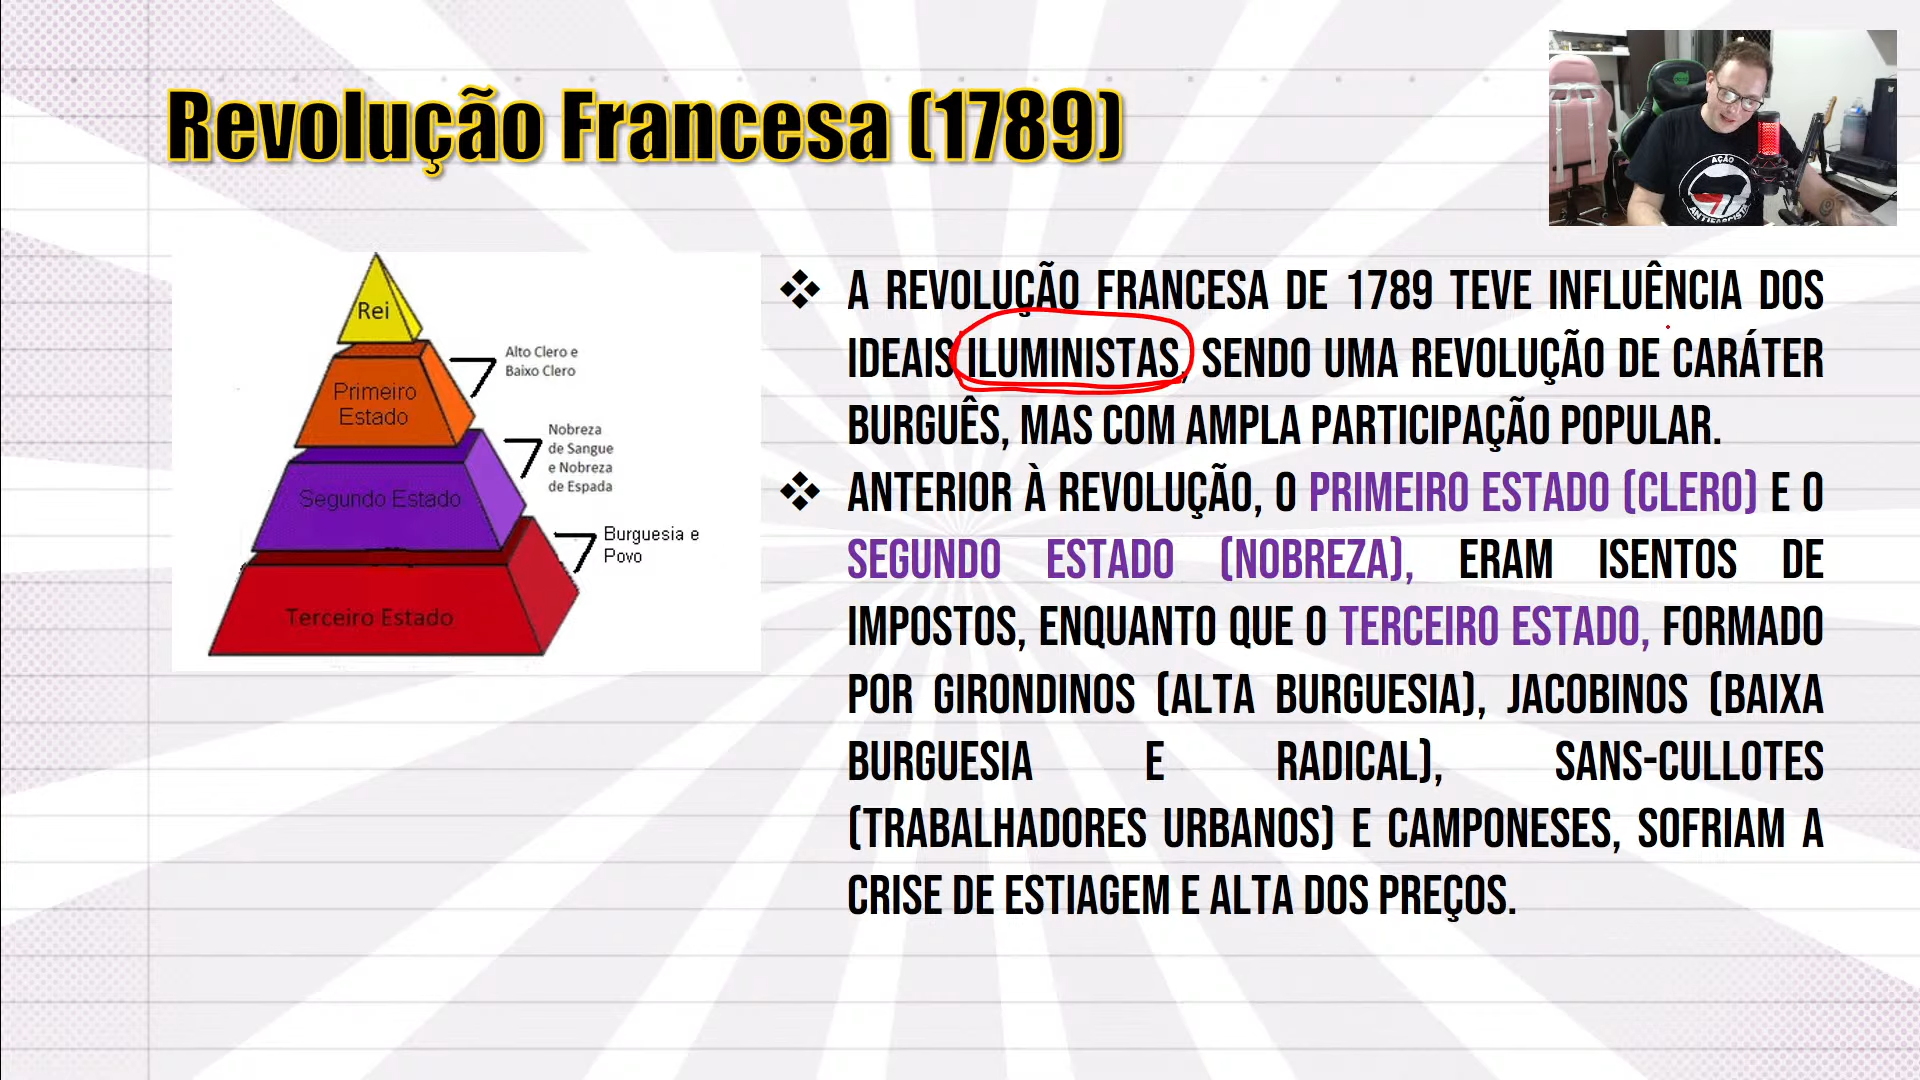 Revolução Francesa (1789)
AÇÃO
ANTIFASCISTA
Rei
Alto Clero e
Baixo Clero
Primeiro
Estado
Nobreza
de Sangue
e Nobreza
de Espada
Segundo Estado
Burguesia e
Povo
Terceiro Estado
❖ A REVOLUÇÃO FRANCESA DE 1789 TEVE INFLUÊNCIA DOS
IDEAIS ILUMINISTAS, SENDO UMA REVOLUÇÃO DE CARÁTER
BURGUÊS, MAS COM AMPLA PARTICIPAÇÃO POPULAR.
❖ ANTERIOR À REVOLUÇÃO, O PRIMEIRO ESTADO (CLERO) E O
SEGUNDO ESTADO (NOBREZA), ERAM ISENTOS DE
IMPOSTOS, ENQUANTO QUE O TERCEIRO ESTADO, FORMADO
POR GIRONDINOS (ALTA BURGUESIA), JACOBINOS (BAIXA
BURGUESIA E RADICAL), SANS-CULLOTES
(TRABALHADORES URBANOS) E CAMPONESES, SOFRIAM A
CRISE DE ESTIAGEM E ALTA DOS PREÇOS.